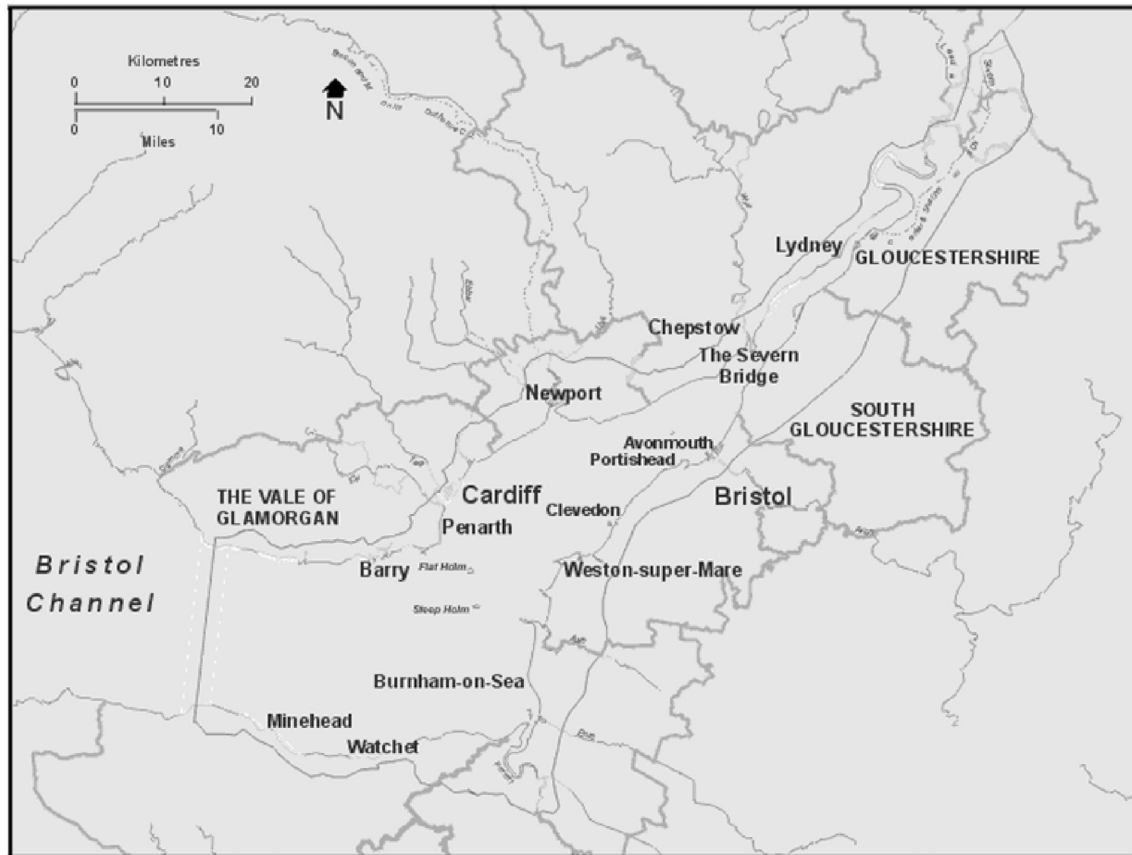 Kilometres
0 10 20
0 10
Miles
N
Lydney
GLOUCESTERSHIRE
Chepstow
The Severn
Bridge
Newport
SOUTH
GLOUCESTERSHIRE
Avonmouth
Portishead
Cardiff
Bristol
THE VALE OF
GLAMORGAN
Clevedon
Penarth
Bristol
Channel
Barry
Flat Holm
Weston-super-Mare
Steep Holm
Axe
Burnham-on-Sea
Minehead
Watchet